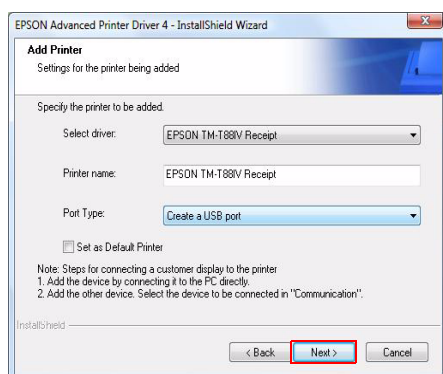 EPSON Advanced Printer Driver 4 - InstallShield Wizard
Add Printer
Settings for the printer being added
Specify the printer to be added.
Select driver: EPSON TM-T88IV Receipt
Printer name: EPSON TM-T88IV Receipt
Port Type: Create a USB port
Set as Default Printer
Note: Steps for connecting a customer display to the printer
1. Add the device by connecting it to the PC directly.
2. Add the other device. Select the device to be connected in "Communication".
InstallShield
< Back Next > Cancel